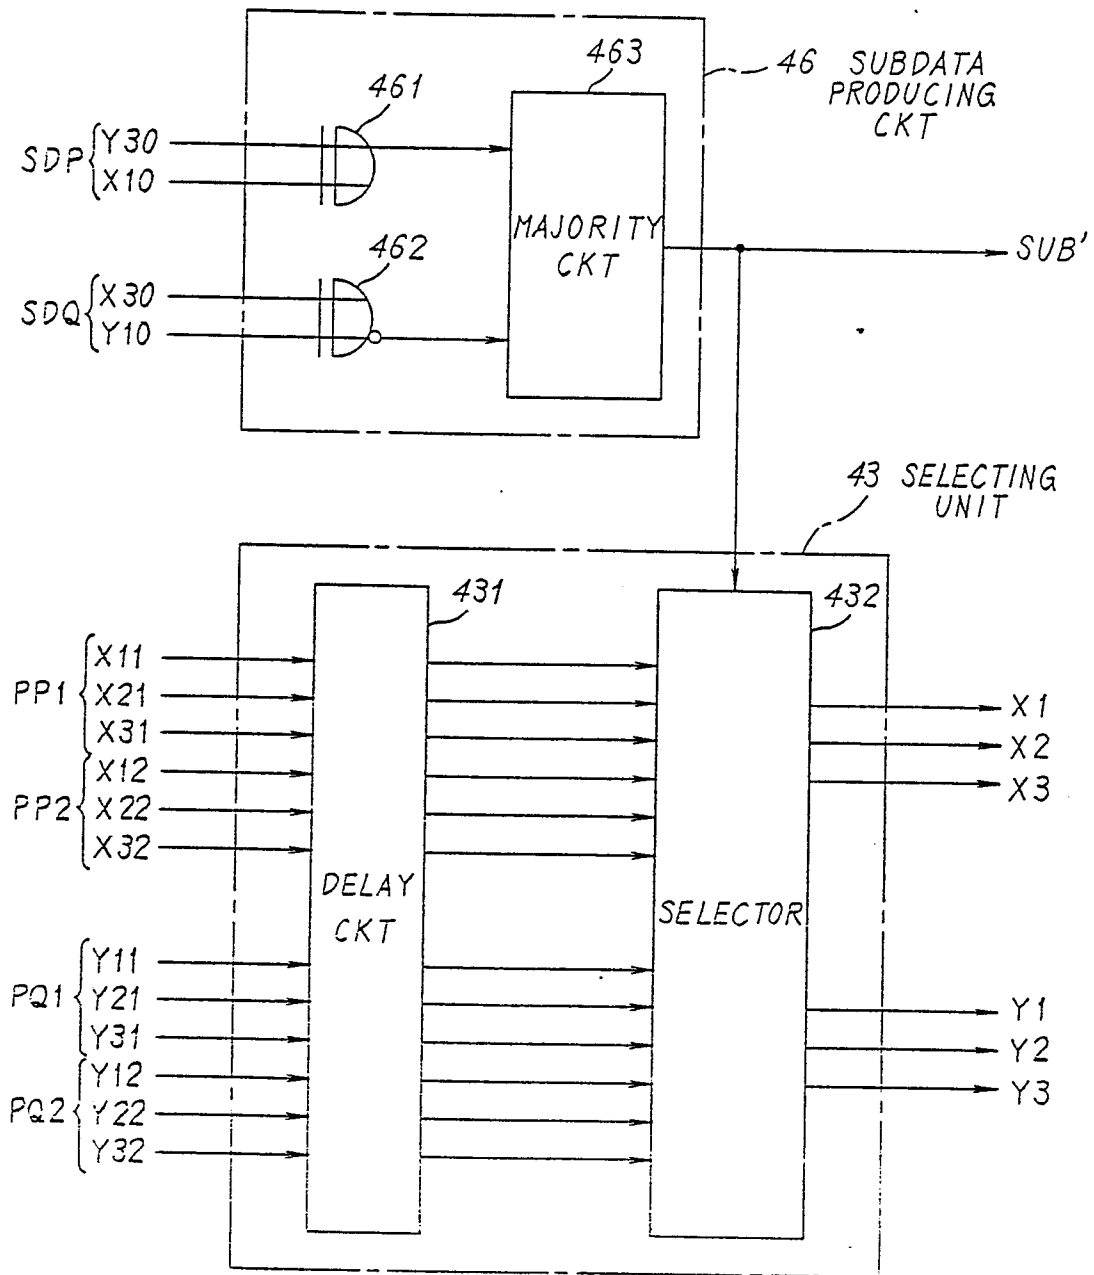 463
46 SUBDATA
PRODUCING
CKT
461
SDP
Y30
X10
MAJORITY
CKT
SUB'
462
SDQ
X30
Y10
43 SELECTING
UNIT
431
432
PP1
X11
X21
X31
X1
X2
X3
PP2
X12
X22
X32
DELAY
CKT
SELECTOR
PQ1
Y11
Y21
Y31
Y1
Y2
Y3
PQ2
Y12
Y22
Y32